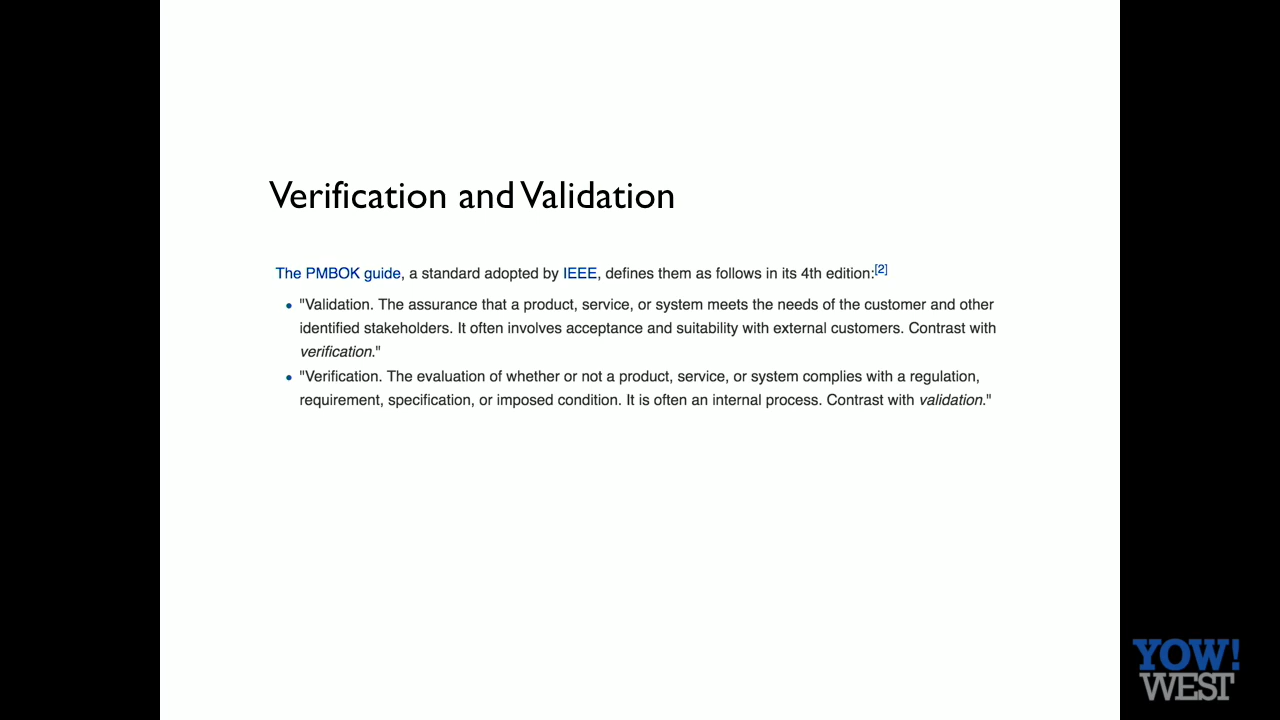 Verification and Validation
The PMBOK guide, a standard adopted by IEEE, defines them as follows in its 4th edition:[2]
• "Validation. The assurance that a product, service, or system meets the needs of the customer and other
identified stakeholders. It often involves acceptance and suitability with external customers. Contrast with
verification."
• "Verification. The evaluation of whether or not a product, service, or system complies with a regulation,
requirement, specification, or imposed condition. It is often an internal process. Contrast with validation."
YOW!
WEST